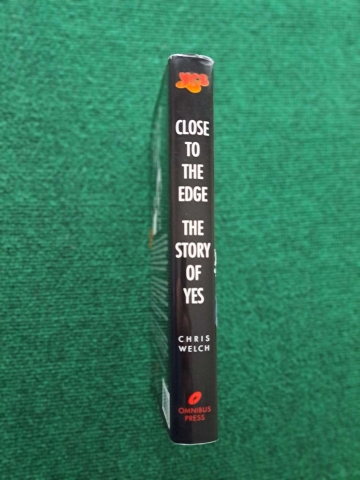 YES
CLOSE
TO
THE
EDGE
THE
STORY
OF
YES
CHRIS
WELCH
OMNIBUS
PRESS